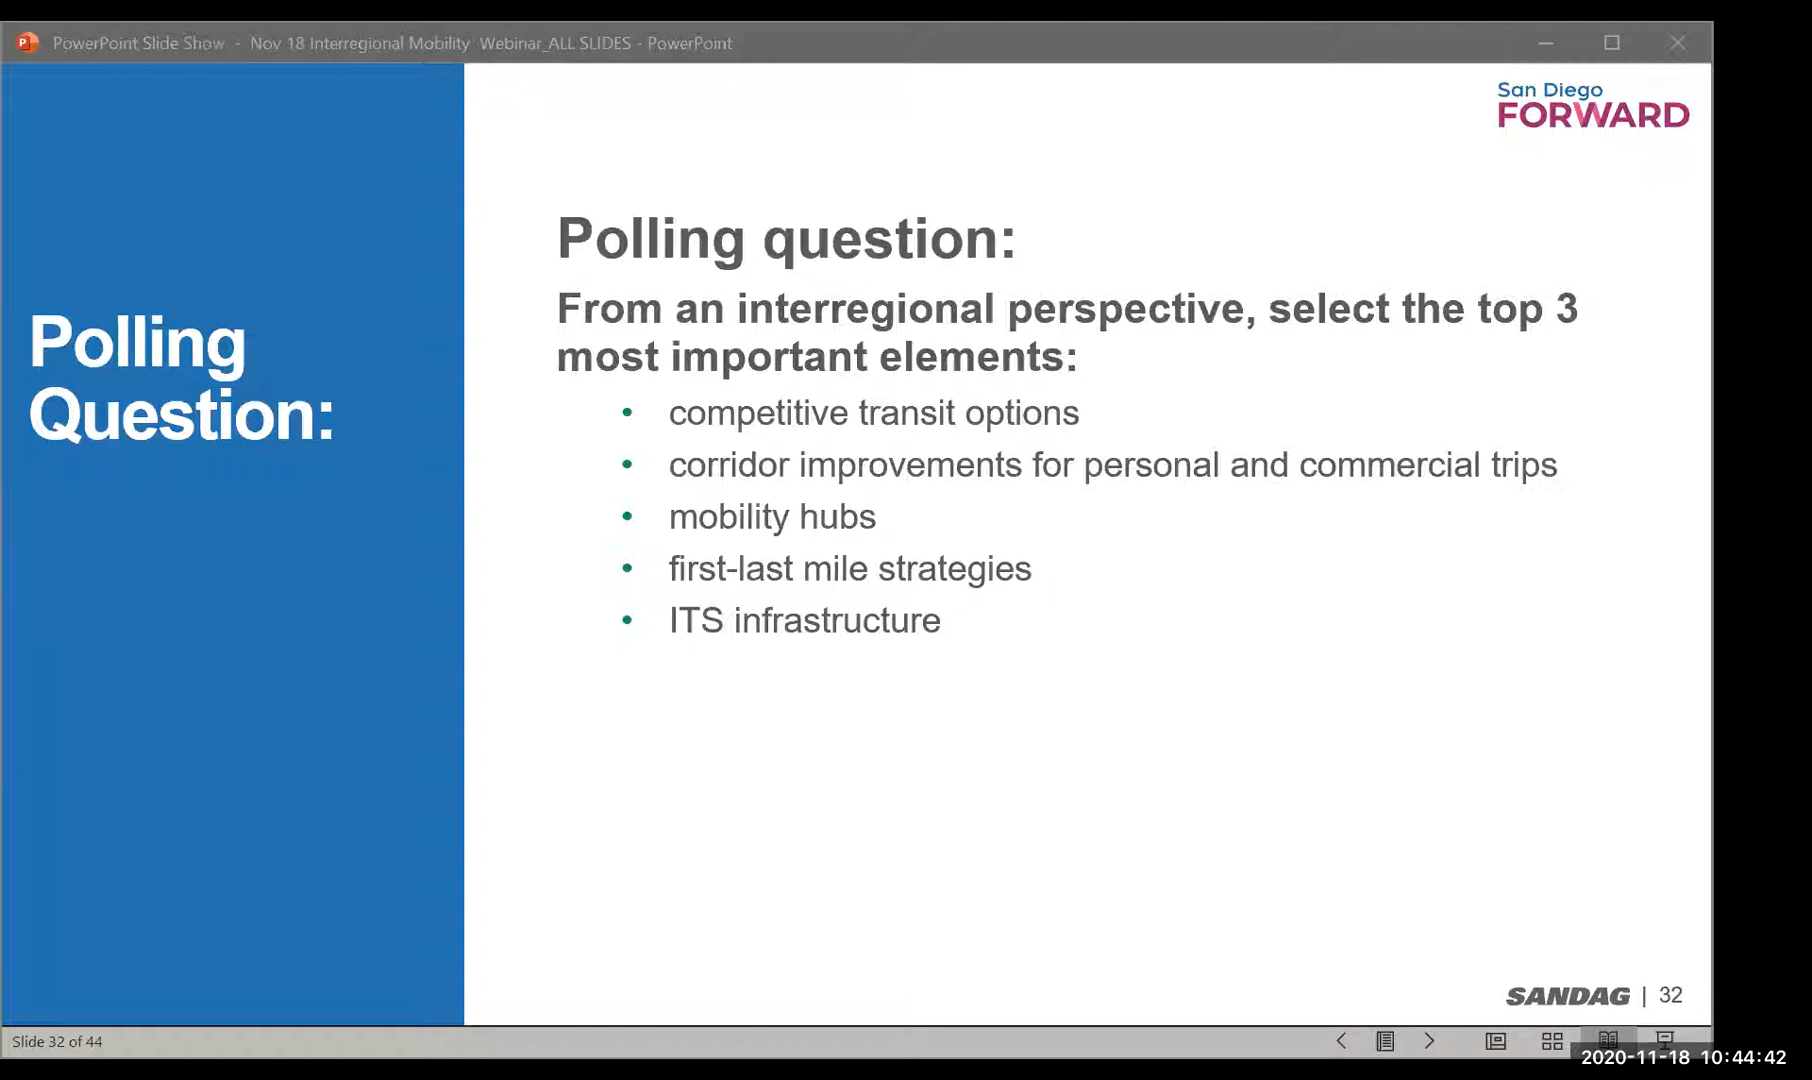 PowerPoint Slide Show - Nov 18 Interregional Mobility Webinar_ALL SLIDES - PowerPoint
San Diego
FORWARD
Polling
Question:
Polling question:
From an interregional perspective, select the top 3
most important elements:
• competitive transit options
• corridor improvements for personal and commercial trips
• mobility hubs
• first-last mile strategies
• ITS infrastructure
SANDAG | 32
Slide 32 of 44
2020-11-18 10:44:42